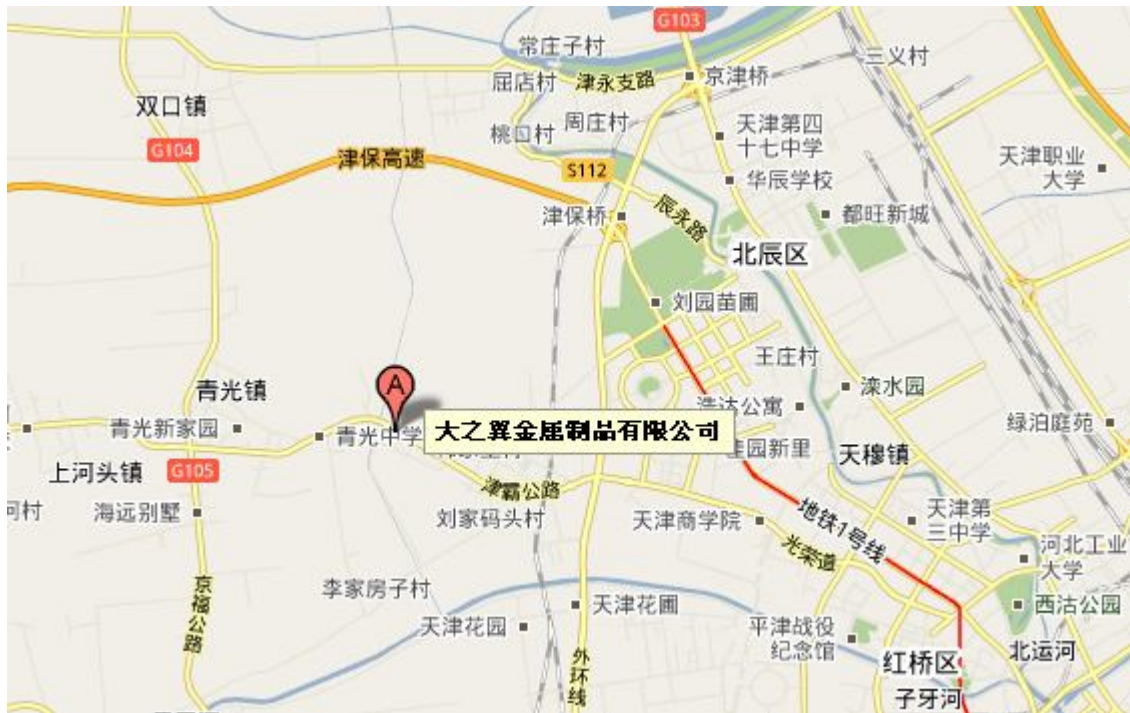 G103
常庄子村
三义村
屈店村
津永支路
京津桥
双口镇
桃口村
周庄村
天津第四
十七中学
G104
津保高速
S112
天津职业
大学
华辰学校
津保桥
辰永路
都旺新城
北辰区
刘园苗圃
王庄村
青光镇
A
滦水园
浩达公寓
青光新家园
青光中学
大之翼金属制品有限公司
绿泊庭苑
佳园新里
天穆镇
上河头镇
G105
津霸公路
河村
海远别墅
刘家码头村
天津商学院
地铁1号线
天津第
三中学
光荣道
河北工业
大学
京福公路
李家房子村
天津花圃
西沽公园
天津花园
平津战役
纪念馆
外环线
红桥区
北运河
子牙河